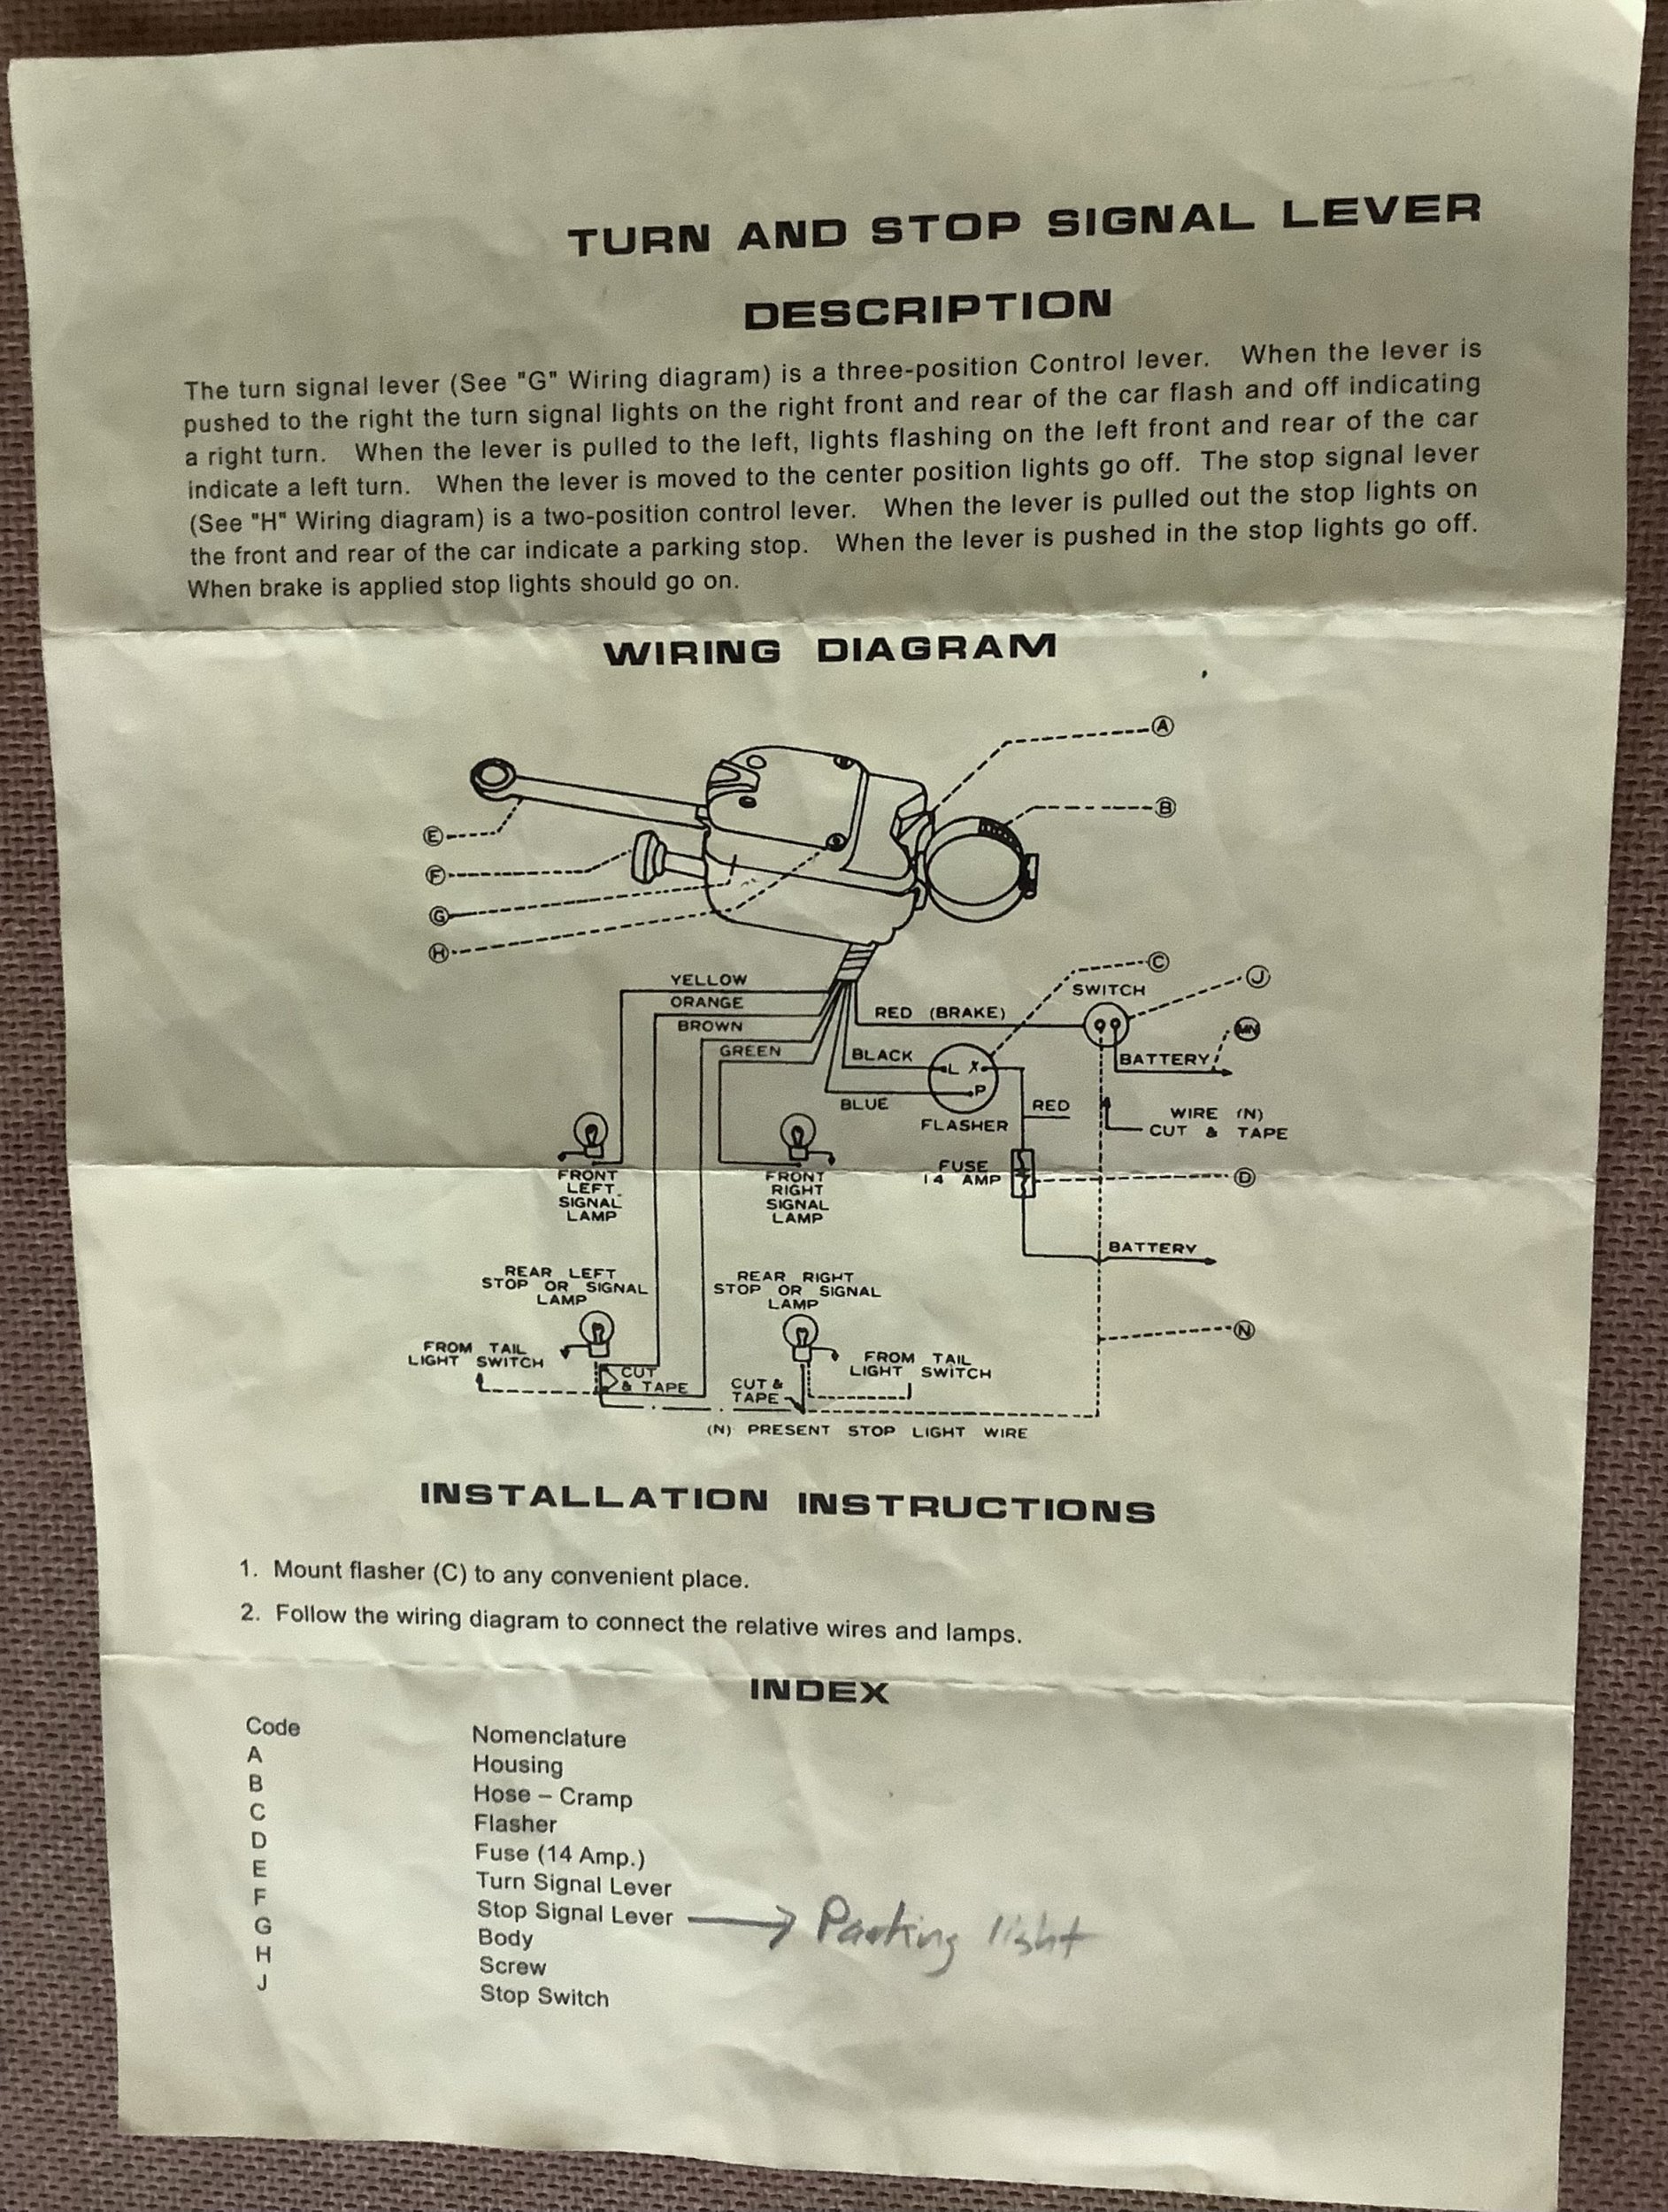 TURN AND STOP SIGNAL LEVER
DESCRIPTION
The turn signal lever (See "G" Wiring diagram) is a three-position Control lever. When the lever is
pushed to the right the turn signal lights on the right front and rear of the car flash and off indicating
a right turn. When the lever is pulled to the left, lights flashing on the left front and rear of the car
indicate a left turn. When the lever is moved to the center position lights go off. The stop signal lever
(See "H" Wiring diagram) is a two-position control lever. When the lever is pulled out the stop lights on
the front and rear of the car indicate a parking stop. When the lever is pushed in the stop lights go off.
When brake is applied stop lights should go on.
WIRING DIAGRAM
A
B
E
F
G
H
C
J
MN
YELLOW
ORANGE
BROWN
GREEN
RED (BRAKE)
SWITCH
BLACK
BLUE
L X
P
FLASHER
BATTERY
RED
WIRE (N)
CUT & TAPE
FUSE
14 AMP
D
FRONT
LEFT
SIGNAL
LAMP
FRONT
RIGHT
SIGNAL
LAMP
BATTERY
REAR LEFT
STOP OR SIGNAL
LAMP
REAR RIGHT
STOP OR SIGNAL
LAMP
N
FROM TAIL
LIGHT SWITCH
CUT
& TAPE
CUT &
TAPE
FROM TAIL
LIGHT SWITCH
(N) PRESENT STOP LIGHT WIRE
INSTALLATION INSTRUCTIONS
1. Mount flasher (C) to any convenient place.
2. Follow the wiring diagram to connect the relative wires and lamps.
INDEX
Code Nomenclature
A Housing
B Hose – Cramp
C Flasher
D Fuse (14 Amp.)
E Turn Signal Lever
F Stop Signal Lever → Parking light
G Body
H Screw
J Stop Switch